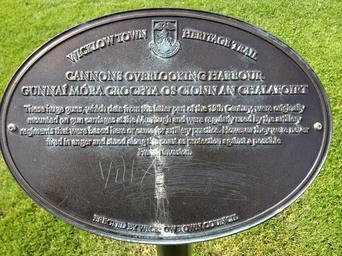 WICKLOW TOWN HERITAGE TRAIL
CANNONS OVERLOOKING HARBOUR
GUNNAÍ MÓRA CROCHTA OS CIONN AN CHALAFOIRT
These huge guns, which date from the latter part of the 19th Century, were originally
mounted on gun carriages at the Murrough and were regularly used by the artillery
regiments that were based here or came for artillery practice. However they were never
fired in anger and stood along the coast as protection against a possible
French invasion.
ERECTED BY WICKLOW TOWN COUNCIL